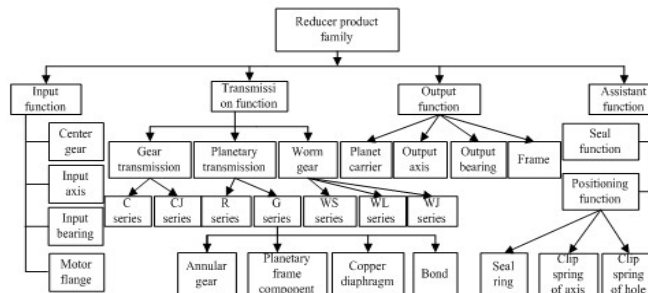 Reducer product
family
Input
function
Transmissi
on function
Output
function
Assistant
function
Center
gear
Input
axis
Input
bearing
Motor
flange
Gear
transmission
Planetary
transmission
Worm
gear
Planet
carrier
Output
axis
Output
bearing
Frame
Seal
function
Positioning
function
C
series
CJ
series
R
series
G
series
WS
series
WL
series
WJ
series
Annular
gear
Planetary
frame
component
Copper
diaphragm
Bond
Seal
ring
Clip
spring
of axis
Clip
spring
of hole